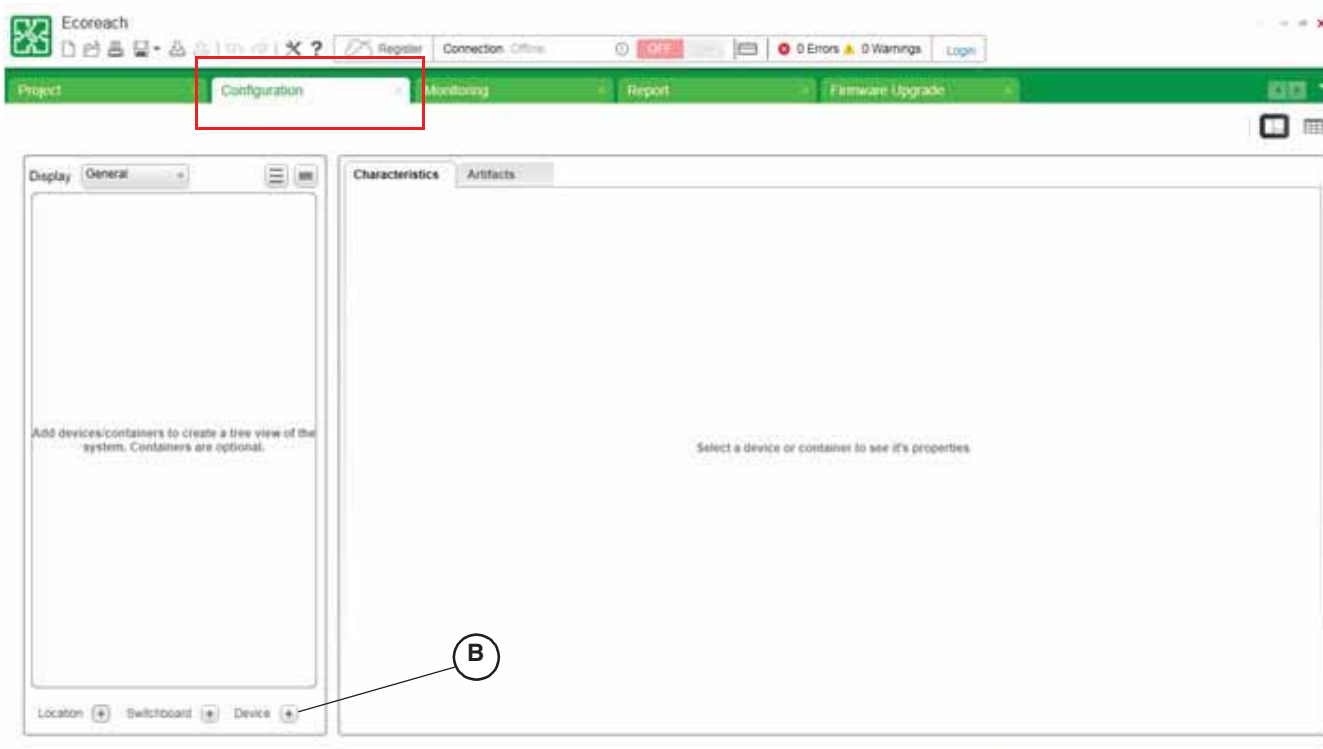 Ecoreach
? Register Connection Offline OFF 0 Errors 0 Warnings Login
Project Configuration Monitoring Report Firmware Upgrade
Display General
Characteristics Artifacts
Add devices/containers to create a tree view of the
system. Containers are optional.
Select a device or container to see it's properties
B
Location + Switchboard + Device +